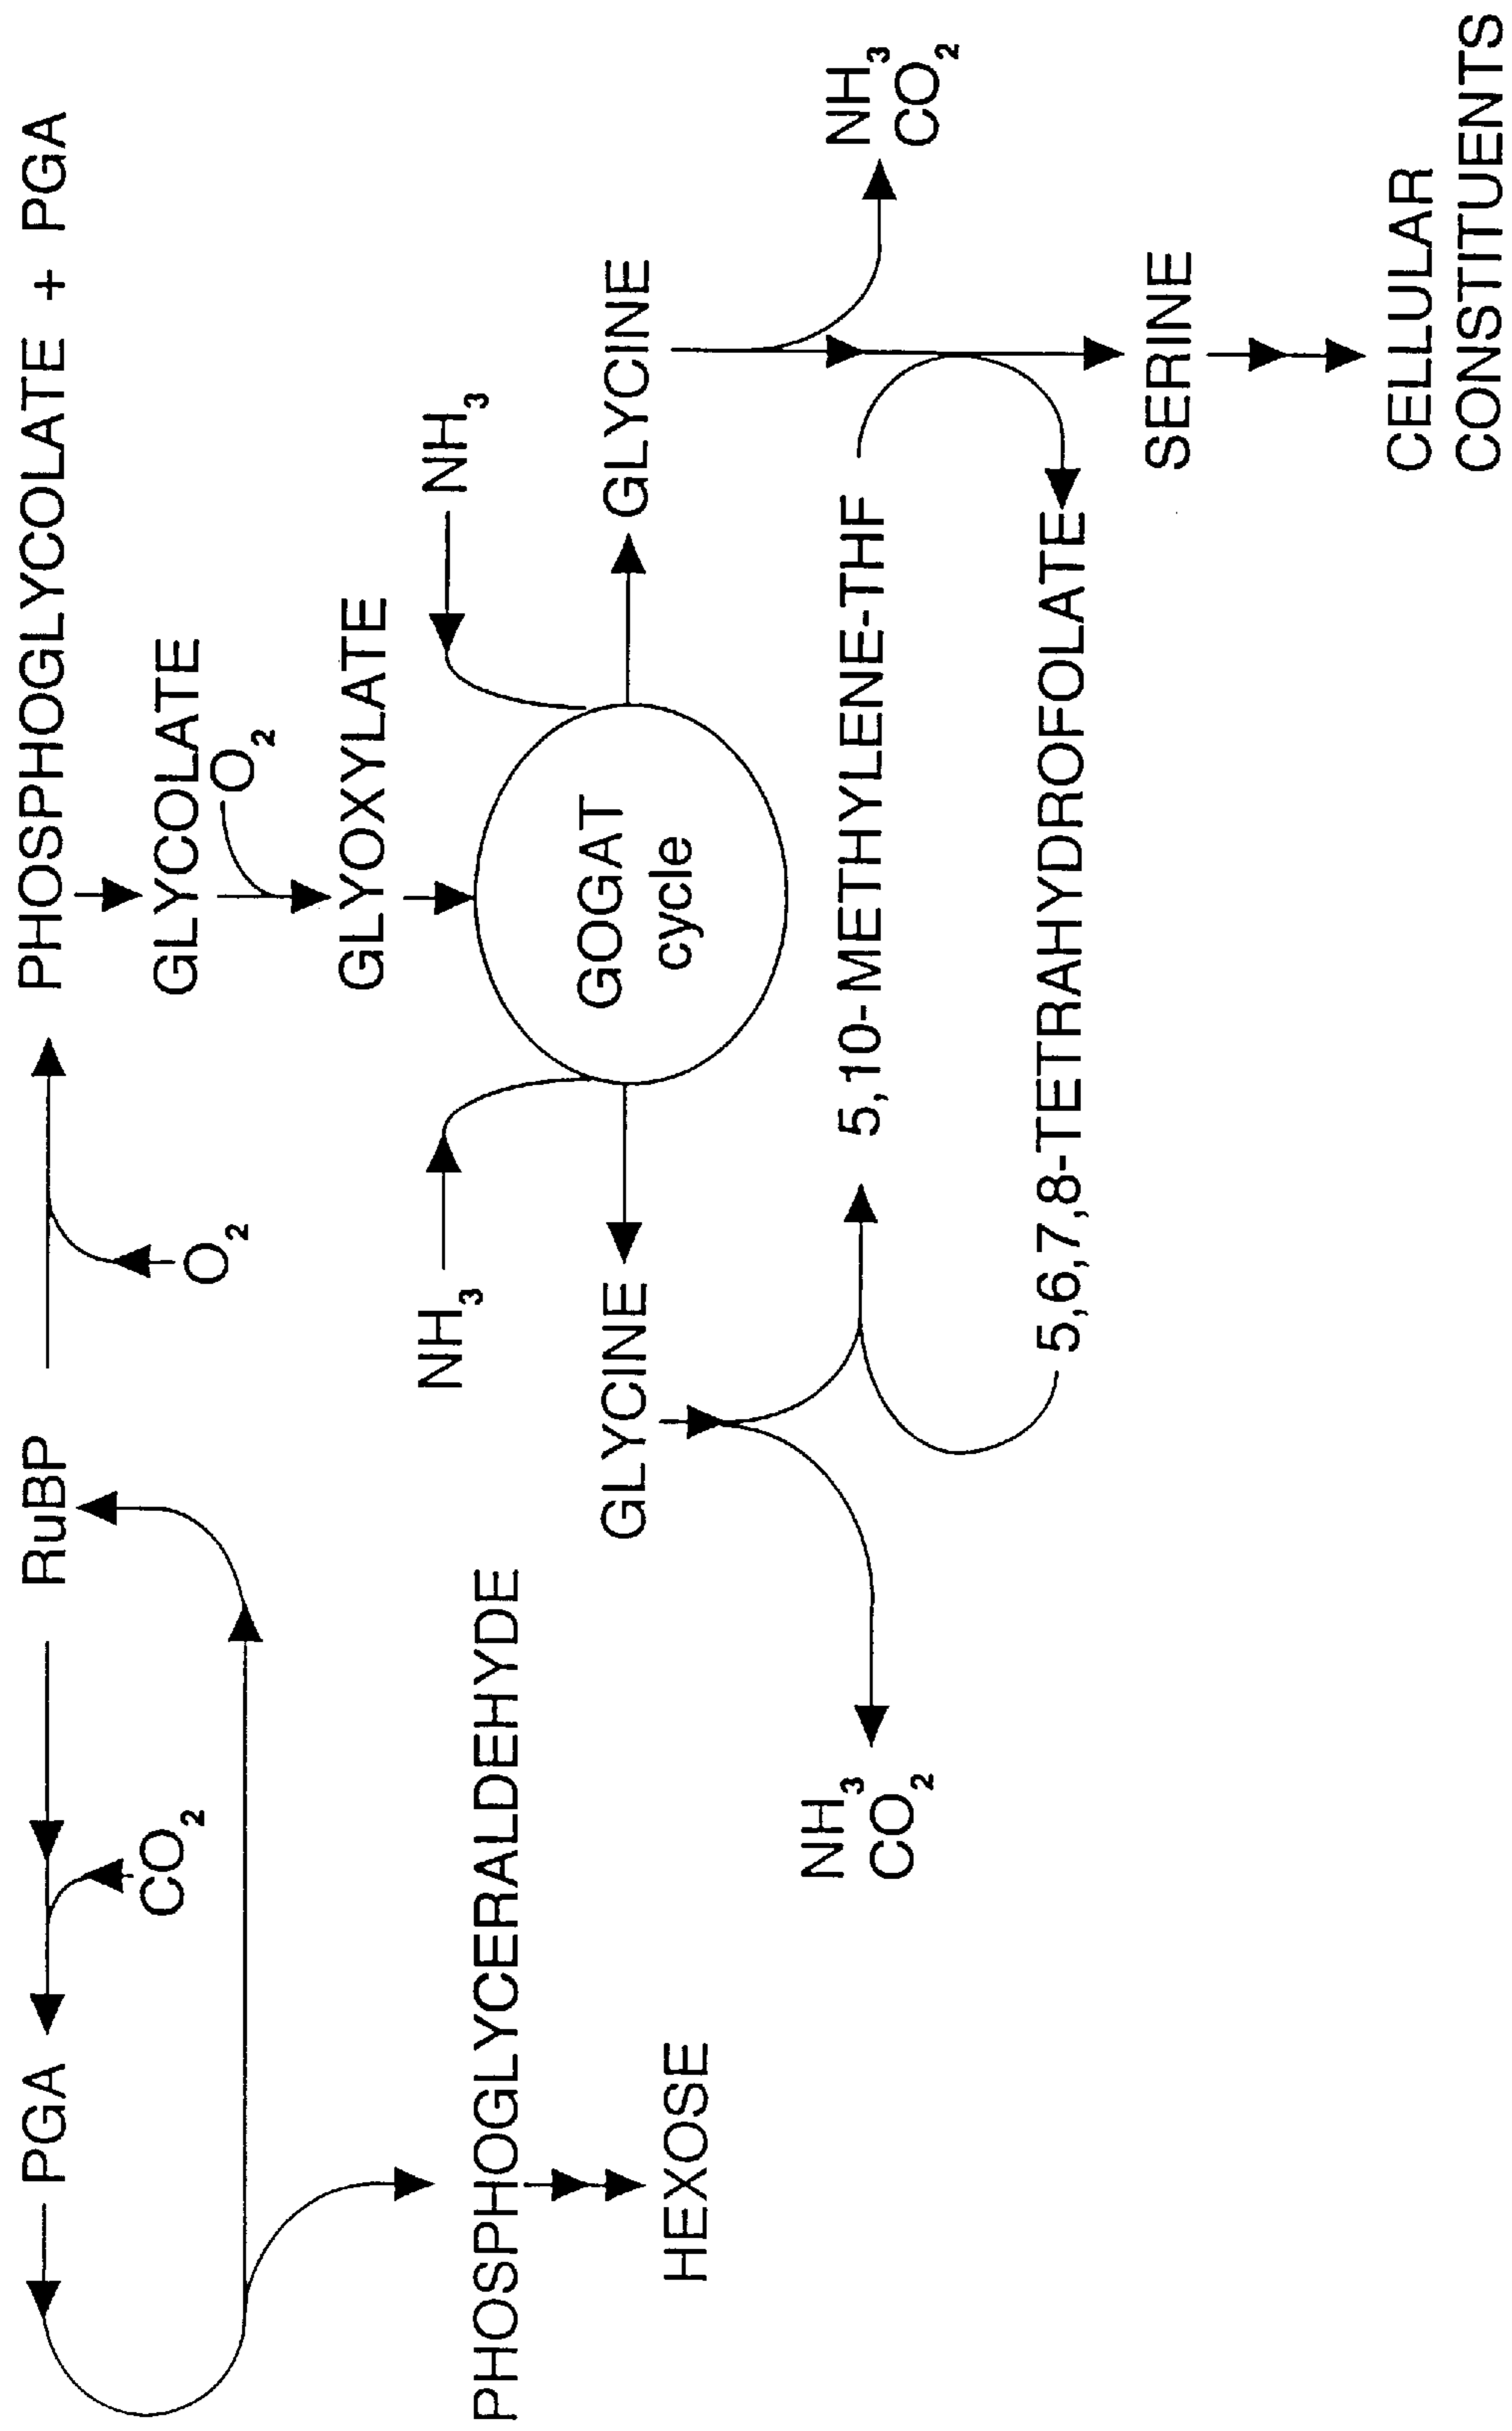 PGA
RuBP
PHOSPHOGLYCOLATE + PGA
CO₂
O₂
GLYCOLATE
O₂
GLYOXYLATE
NH₃
NH₃
PHOSPHOGLYCERALDEHYDE
GOGAT
cycle
GLYCINE
GLYCINE
HEXOSE
NH₃
CO₂
5,10-METHYLENE-THF
NH₃
CO₂
5,6,7,8-TETRAHYDROFOLATE
SERINE
CELLULAR
CONSTITUENTS